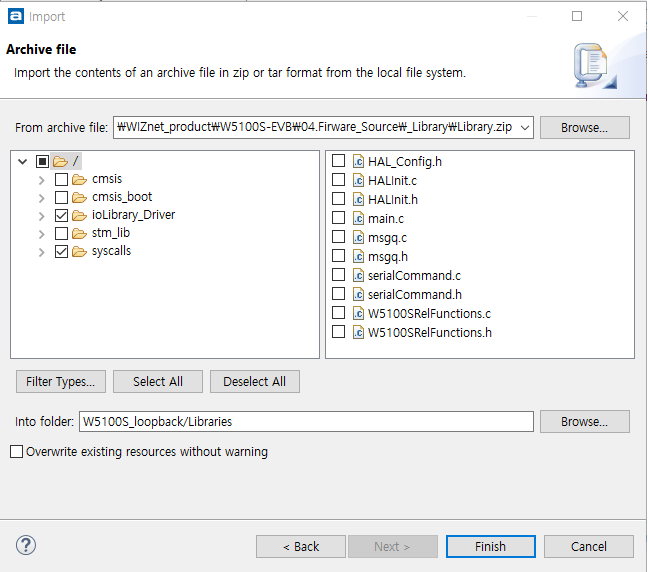 Import
Archive file
Import the contents of an archive file in zip or tar format from the local file system.
From archive file: ₩WIZnet_product₩W5100S-EVB₩04.Firware_Source₩_Library₩Library.zip Browse...
/
cmsis
cmsis_boot
ioLibrary_Driver
stm_lib
syscalls
HAL_Config.h
HALInit.c
HALInit.h
main.c
msgq.c
msgq.h
serialCommand.c
serialCommand.h
W5100SRelFunctions.c
W5100SRelFunctions.h
Filter Types... Select All Deselect All
Into folder: W5100S_loopback/Libraries Browse...
Overwrite existing resources without warning
? < Back Next > Finish Cancel